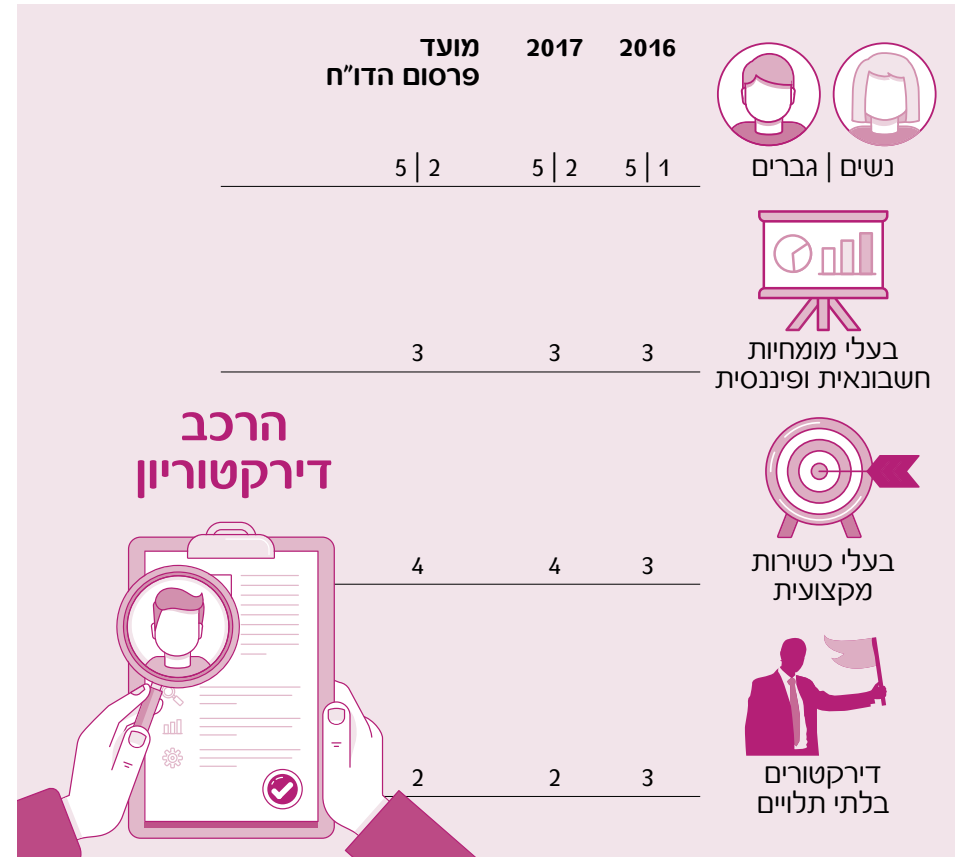 2016 2017 מועד
פרסום הדו"ח
נשים | גברים 5 | 1 5 | 2 5 | 2
בעלי מומחיות
חשבונאית ופיננסית
3 3 3
הרכב
דירקטוריון
בעלי כשירות
מקצועית
3 4 4
דירקטורים
בלתי תלויים
3 2 2